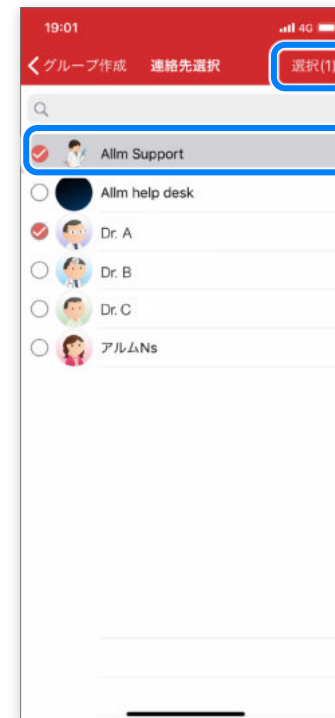 19:01
4G
グループ作成 連絡先選択 選択(1)
Allm Support
Allm help desk
Dr. A
Dr. B
Dr. C
アルムNs